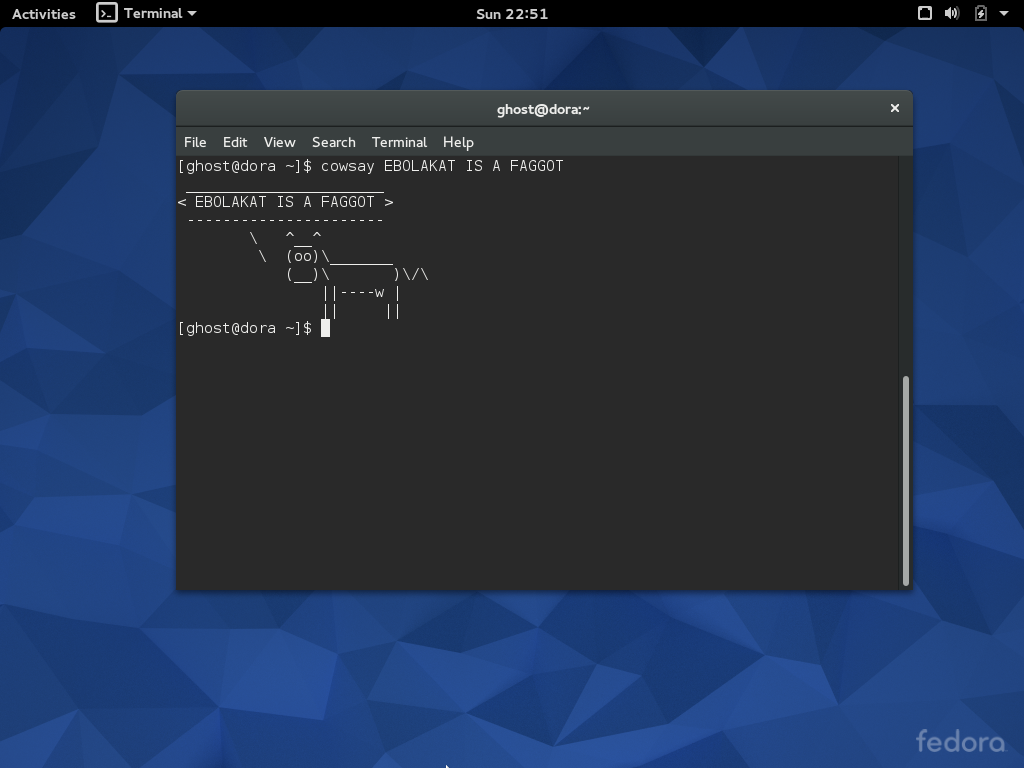 Activities Terminal Sun 22:51
ghost@dora:~
File Edit View Search Terminal Help
[ghost@dora ~]$ cowsay EBOLAKAT IS A FAGGOT
 ______________________
< EBOLAKAT IS A FAGGOT >
 ----------------------
        \   ^__^
         \  (oo)\_______
            (__)\       )\/\
                ||----w |
                ||     ||
[ghost@dora ~]$
fedora